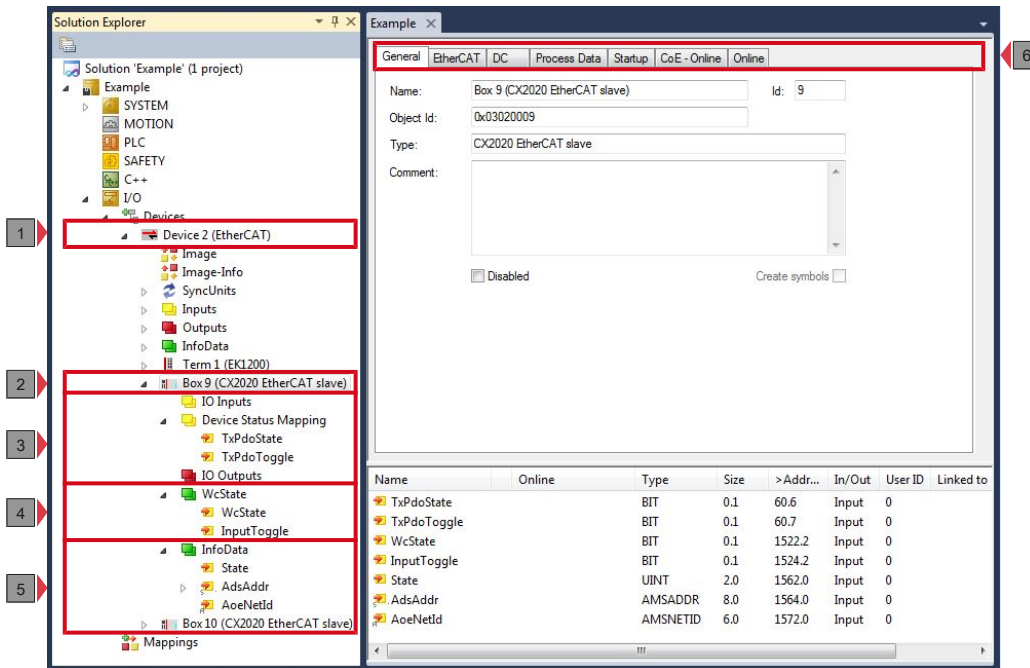 Solution Explorer
Solution 'Example' (1 project)
Example
SYSTEM
MOTION
PLC
SAFETY
C++
I/O
Devices
1
Device 2 (EtherCAT)
Image
Image-Info
SyncUnits
Inputs
Outputs
InfoData
Term 1 (EK1200)
2
Box 9 (CX2020 EtherCAT slave)
IO Inputs
Device Status Mapping
3
TxPdoState
TxPdoToggle
IO Outputs
WcState
4
WcState
InputToggle
InfoData
State
5
AdsAddr
AoeNetId
Box 10 (CX2020 EtherCAT slave)
Mappings
Example
General EtherCAT DC Process Data Startup CoE - Online Online
6
Name: Box 9 (CX2020 EtherCAT slave) Id: 9
Object Id: 0x03020009
Type: CX2020 EtherCAT slave
Comment:
Disabled Create symbols
Name Online Type Size >Addr... In/Out User ID Linked to
TxPdoState BIT 0.1 60.6 Input 0
TxPdoToggle BIT 0.1 60.7 Input 0
WcState BIT 0.1 1522.2 Input 0
InputToggle BIT 0.1 1524.2 Input 0
State UINT 2.0 1562.0 Input 0
AdsAddr AMSADDR 8.0 1564.0 Input 0
AoeNetId AMSNETID 6.0 1572.0 Input 0